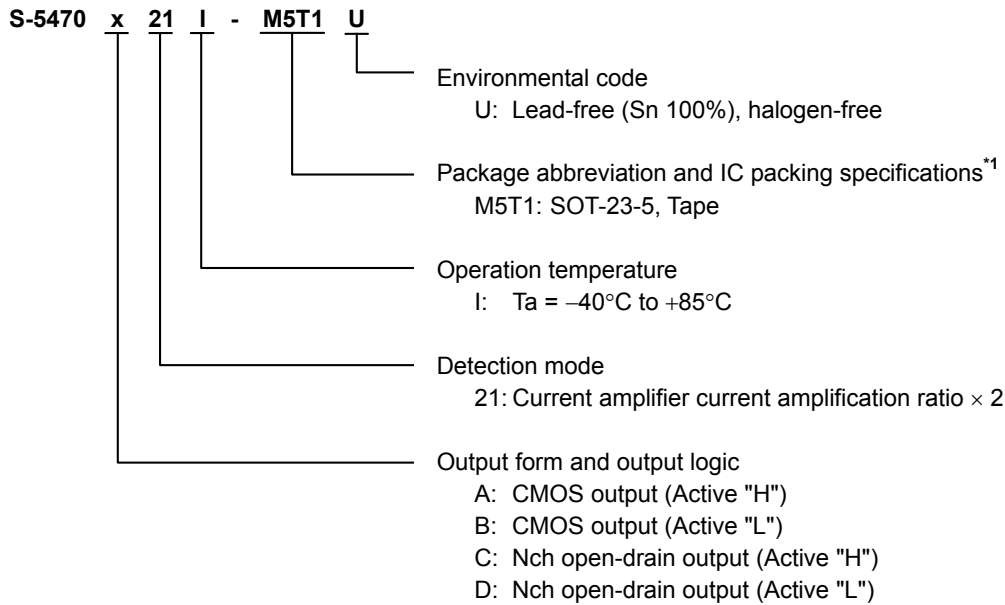 S-5470 x 21 I - M5T1 U
Environmental code
U: Lead-free (Sn 100%), halogen-free
Package abbreviation and IC packing specifications*1
M5T1: SOT-23-5, Tape
Operation temperature
I: Ta = −40°C to +85°C
Detection mode
21: Current amplifier current amplification ratio × 2
Output form and output logic
A: CMOS output (Active "H")
B: CMOS output (Active "L")
C: Nch open-drain output (Active "H")
D: Nch open-drain output (Active "L")